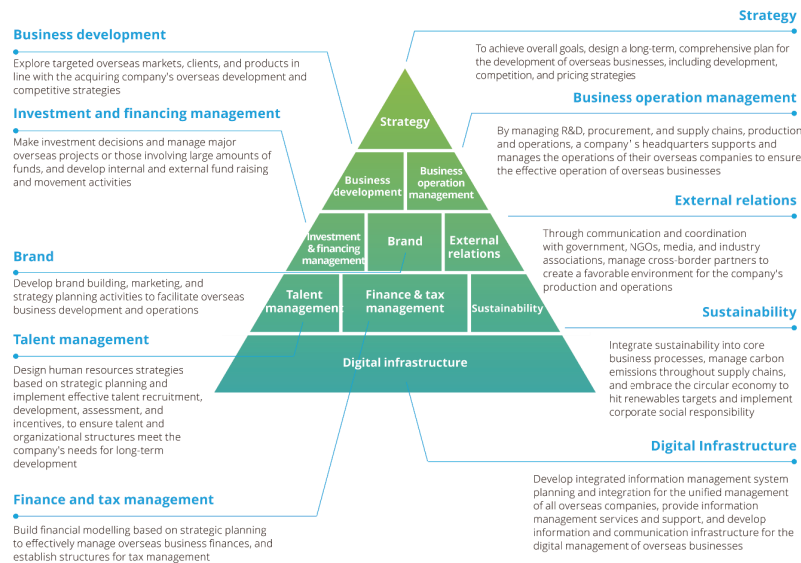 Strategy
To achieve overall goals, design a long-term, comprehensive plan for
the development of overseas businesses, including development,
competition, and pricing strategies
Business development
Explore targeted overseas markets, clients, and products in
line with the acquiring company's overseas development and
competitive strategies
Business operation management
By managing R&D, procurement, and supply chains, production
and operations, a company's headquarters supports and
manages the operations of their overseas companies to ensure
the effective operation of overseas businesses
Investment and financing management
Make investment decisions and manage major
overseas projects or those involving large amounts of
funds, and develop internal and external fund raising
and movement activities
External relations
Through communication and coordination
with government, NGOs, media, and industry
associations, manage cross-border partners to
create a favorable environment for the company's
production and operations
Brand
Develop brand building, marketing, and
strategy planning activities to facilitate overseas
business development and operations
Sustainability
Integrate sustainability into core
business processes, manage carbon
emissions throughout supply chains,
and embrace the circular economy to
hit renewables targets and implement
corporate social responsibility
Talent management
Design human resources strategies
based on strategic planning and
implement effective talent recruitment,
development, assessment, and
incentives, to ensure talent and
organizational structures meet the
company's needs for long-term
development
Digital Infrastructure
Develop integrated information management system
planning and integration for the unified management
of all overseas companies, provide information
management services and support, and develop
information and communication infrastructure for the
digital management of overseas businesses
Finance and tax management
Build financial modelling based on strategic planning
to effectively manage overseas business finances, and
establish structures for tax management
Strategy
Business
development
Business
operation
management
Investment
& financing
management
Brand
External
relations
Talent
management
Finance & tax
management
Sustainability
Digital infrastructure